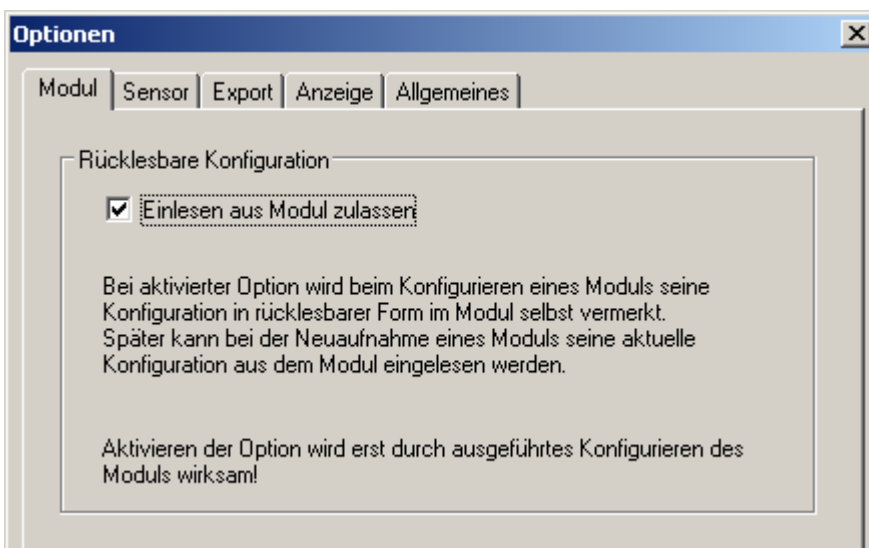 Optionen
Modul Sensor Export Anzeige Allgemeines
Rücklesbare Konfiguration
Einlesen aus Modul zulassen
Bei aktivierter Option wird beim Konfigurieren eines Moduls seine
Konfiguration in rücklesbarer Form im Modul selbst vermerkt.
Später kann bei der Neuaufnahme eines Moduls seine aktuelle
Konfiguration aus dem Modul eingelesen werden.
Aktivieren der Option wird erst durch ausgeführtes Konfigurieren des
Moduls wirksam!